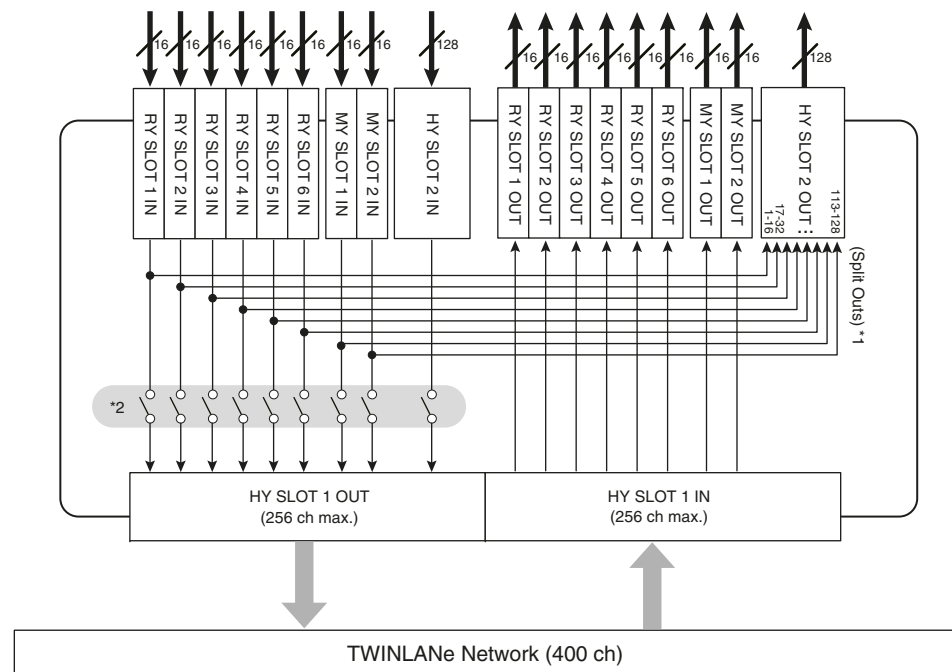 16 16 16 16 16 16 16 16 128
16 16 16 16 16 16 16 16 128
RY SLOT 1 IN
RY SLOT 2 IN
RY SLOT 3 IN
RY SLOT 4 IN
RY SLOT 5 IN
RY SLOT 6 IN
MY SLOT 1 IN
MY SLOT 2 IN
HY SLOT 2 IN
RY SLOT 1 OUT
RY SLOT 2 OUT
RY SLOT 3 OUT
RY SLOT 4 OUT
RY SLOT 5 OUT
RY SLOT 6 OUT
MY SLOT 1 OUT
MY SLOT 2 OUT
HY SLOT 2 OUT
1-16
17-32
:
113-128
(Split Outs) *1
*2
HY SLOT 1 OUT
(256 ch max.)
HY SLOT 1 IN
(256 ch max.)
TWINLANe Network (400 ch)